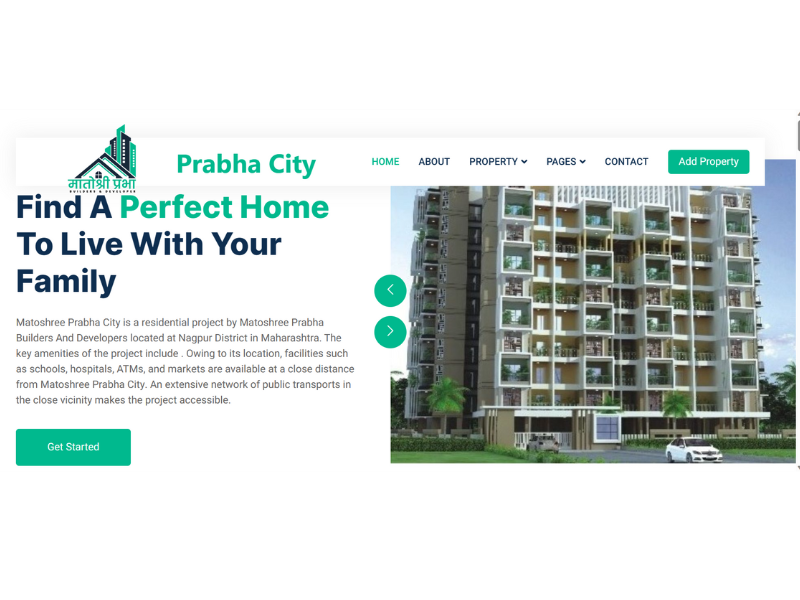 मातोश्री प्रभा
BUILDERS & DEVELOPER
Prabha City
HOME ABOUT PROPERTY PAGES CONTACT Add Property
Find A Perfect Home
To Live With Your
Family
Matoshree Prabha City is a residential project by Matoshree Prabha
Builders And Developers located at Nagpur District in Maharashtra. The
key amenities of the project include . Owing to its location, facilities such
as schools, hospitals, ATMs, and markets are available at a close distance
from Matoshree Prabha City. An extensive network of public transports in
the close vicinity makes the project accessible.
Get Started